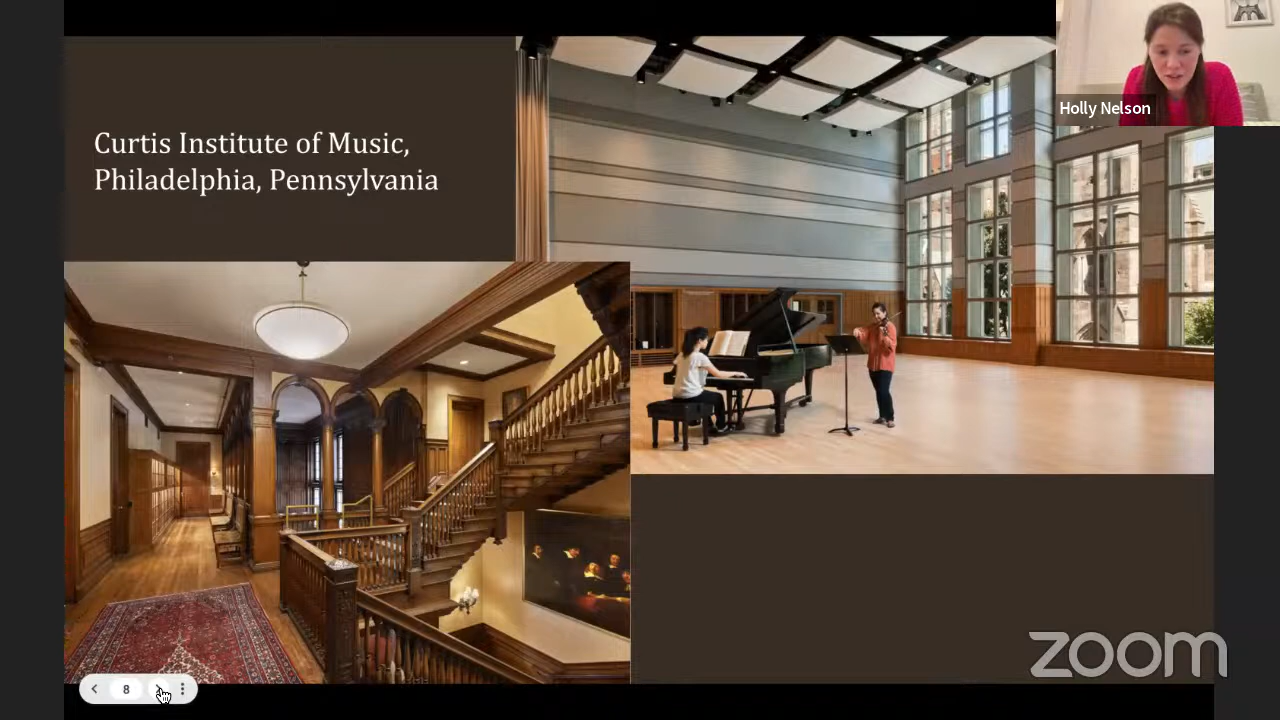 Curtis Institute of Music,
Philadelphia, Pennsylvania
Holly Nelson
8
zoom